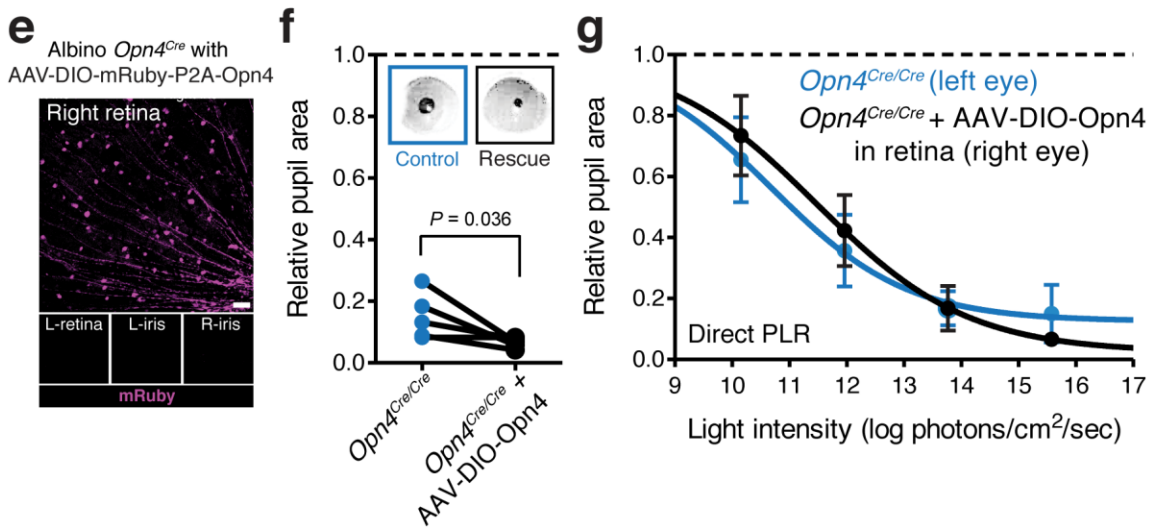 e
Albino Opn4Cre with
AAV-DIO-mRuby-P2A-Opn4
Right retina
L-retina L-iris R-iris
mRuby
f
Relative pupil area
1.0
0.8
0.6
0.4
0.2
0.0
Control Rescue
P = 0.036
Opn4Cre/Cre
Opn4Cre/Cre +
AAV-DIO-Opn4
g
Relative pupil area
1.0
0.8
0.6
0.4
0.2
0.0
Opn4Cre/Cre (left eye)
Opn4Cre/Cre + AAV-DIO-Opn4
in retina (right eye)
Direct PLR
9 10 11 12 13 14 15 16 17
Light intensity (log photons/cm²/sec)